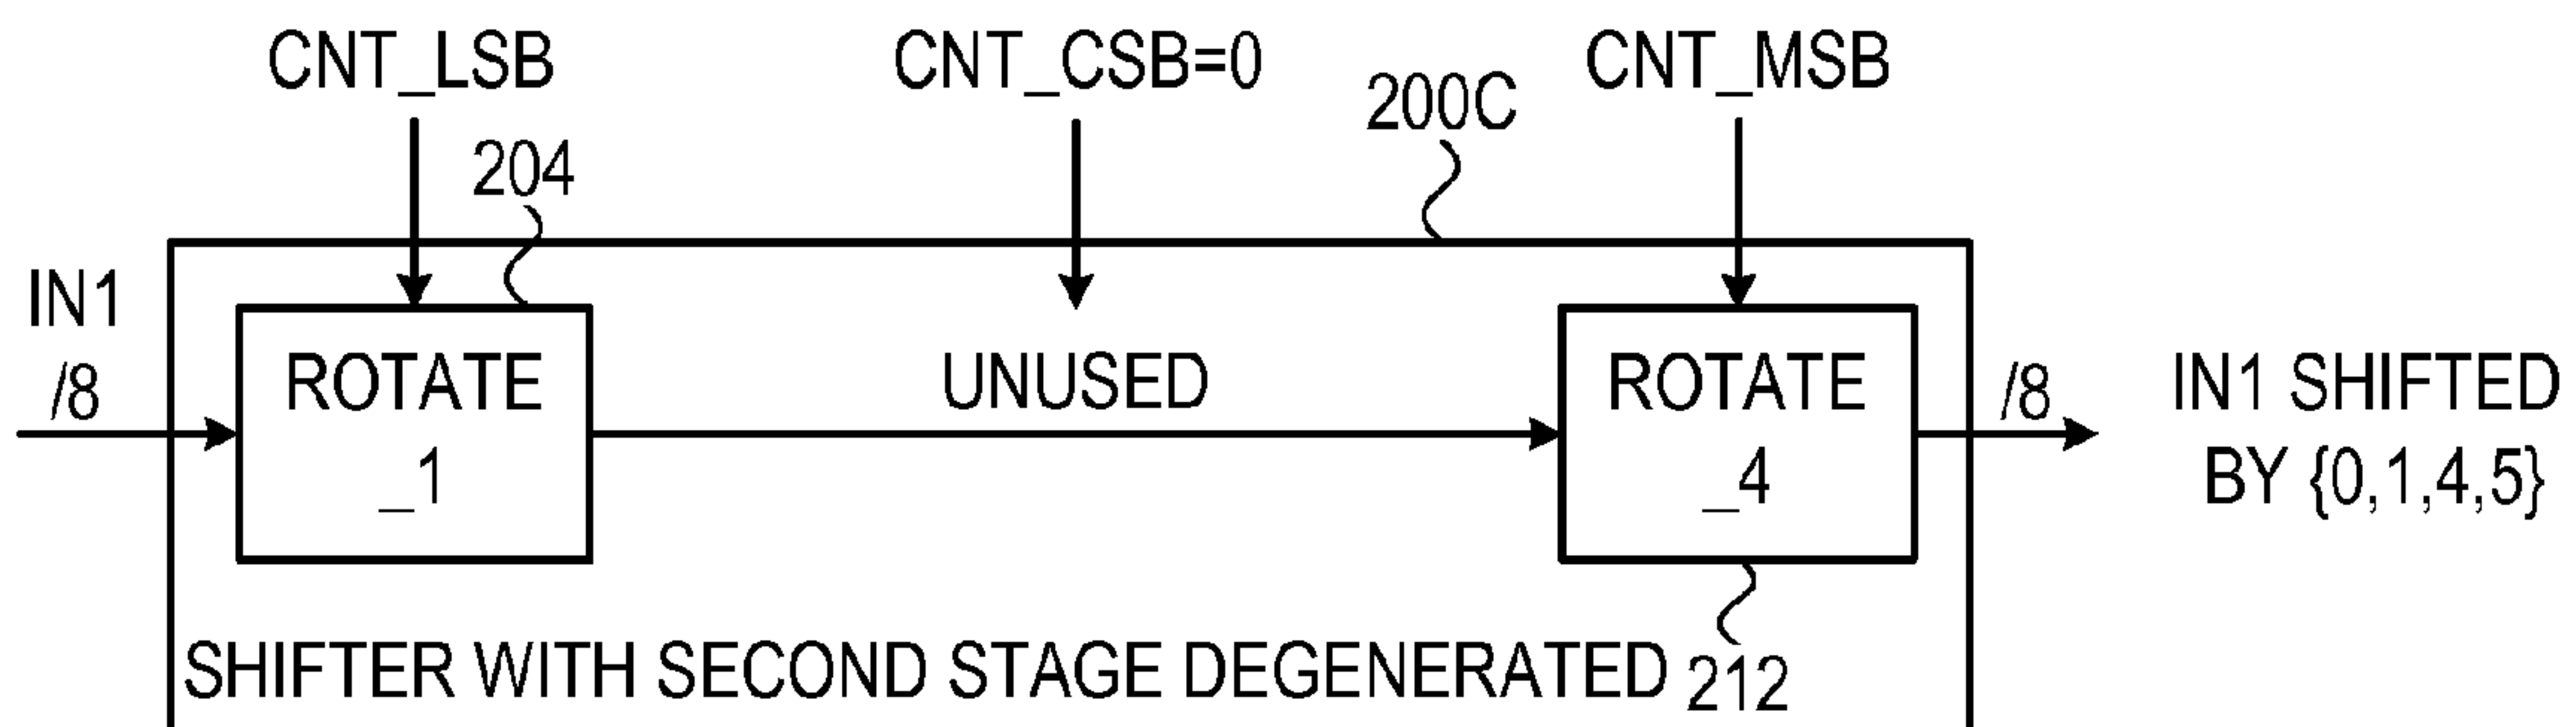 CNT_LSB
CNT_CSB=0
CNT_MSB
200C
204
IN1
/8
ROTATE
_1
UNUSED
ROTATE
_4
/8
IN1 SHIFTED
BY {0,1,4,5}
SHIFTER WITH SECOND STAGE DEGENERATED
212